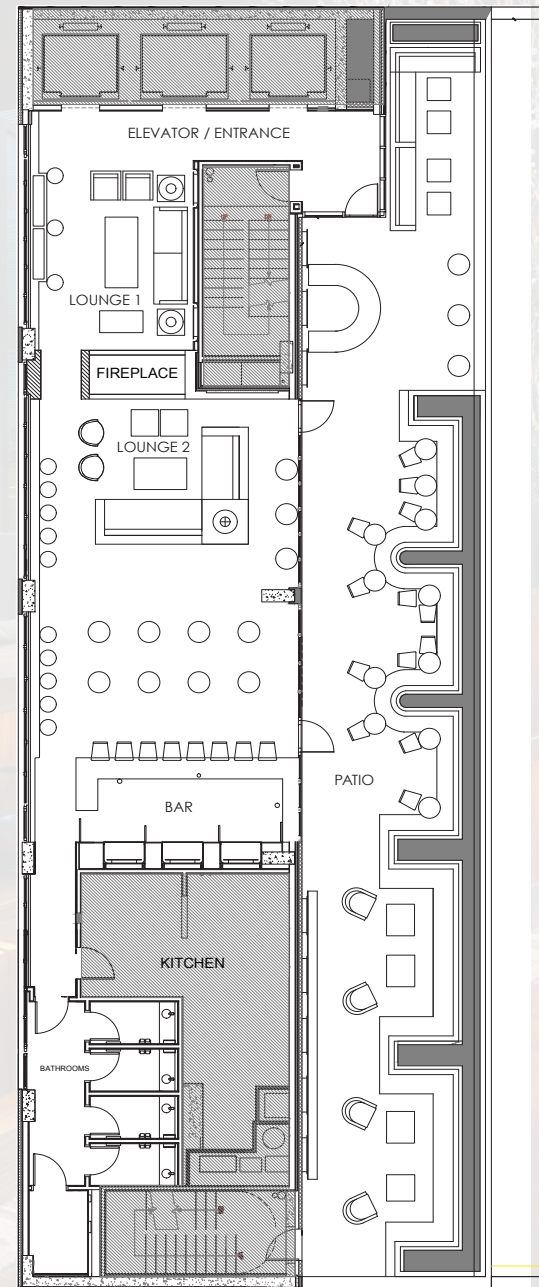 ELEVATOR / ENTRANCE
LOUNGE 1
FIREPLACE
LOUNGE 2
PATIO
BAR
KITCHEN
BATHROOMS